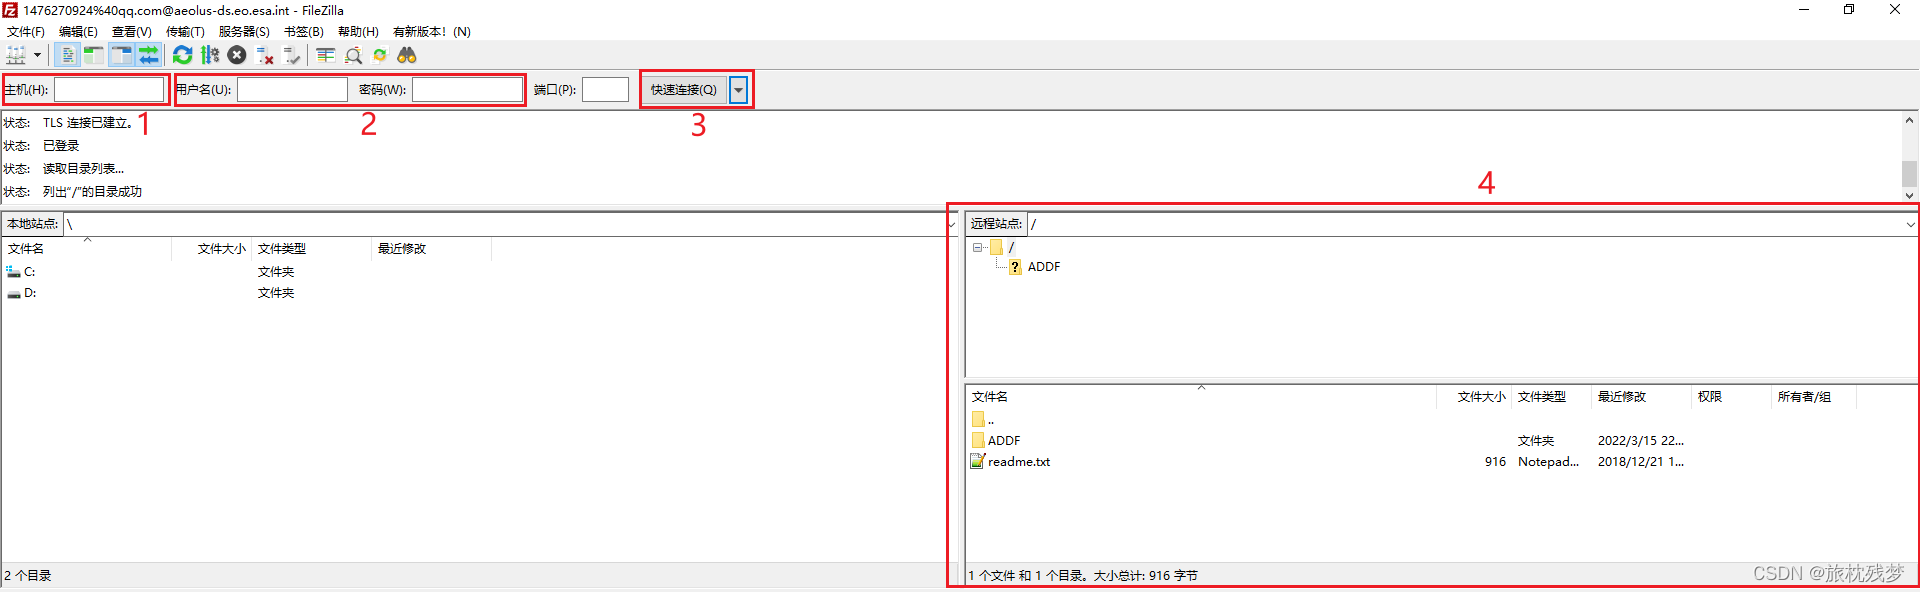 1476270924%40qq.com@aeolus-ds.eo.esa.int - FileZilla
文件(F) 编辑(E) 查看(V) 传输(T) 服务器(S) 书签(B) 帮助(H) 有新版本！(N)
主机(H): 用户名(U): 密码(W): 端口(P): 快速连接(Q)
1 2 3
状态: TLS 连接已建立。
状态: 已登录
状态: 读取目录列表...
状态: 列出"/"的目录成功
4
本地站点: \
文件名 文件大小 文件类型 最近修改
C: 文件夹
D: 文件夹
2 个目录
远程站点: /
/
? ADDF
文件名 文件大小 文件类型 最近修改 权限 所有者/组
..
ADDF 文件夹 2022/3/15 22...
readme.txt 916 Notepad... 2018/12/21 1...
1 个文件 和 1 个目录。大小总计: 916 字节
CSDN @旅枕残梦